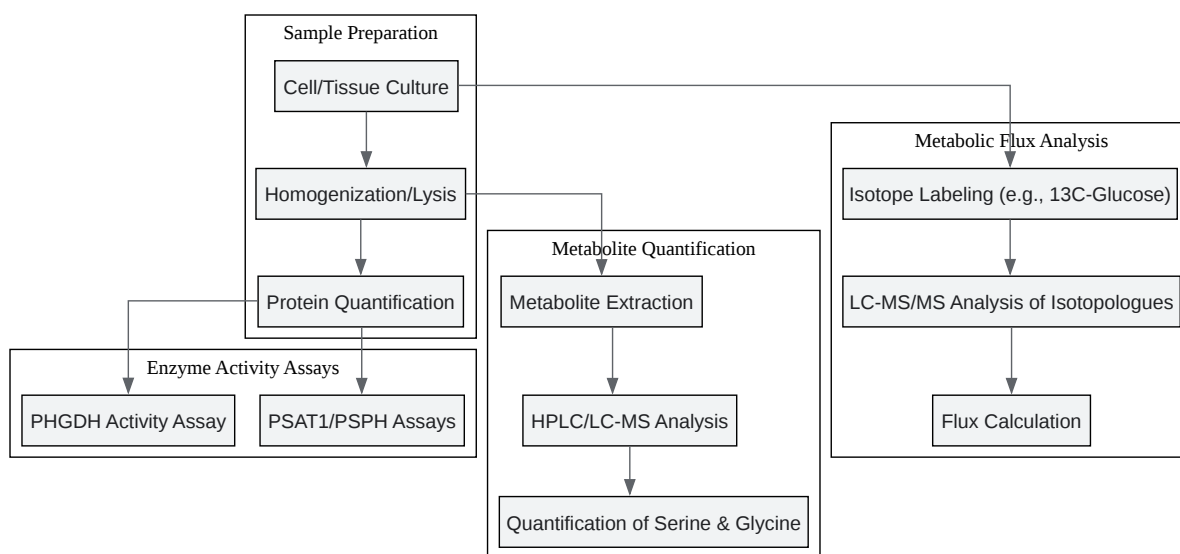 Sample Preparation
Cell/Tissue Culture
Homogenization/Lysis
Protein Quantification
Enzyme Activity Assays
PHGDH Activity Assay
PSAT1/PSPH Assays
Metabolite Quantification
Metabolite Extraction
HPLC/LC-MS Analysis
Quantification of Serine & Glycine
Metabolic Flux Analysis
Isotope Labeling (e.g., 13C-Glucose)
LC-MS/MS Analysis of Isotopologues
Flux Calculation